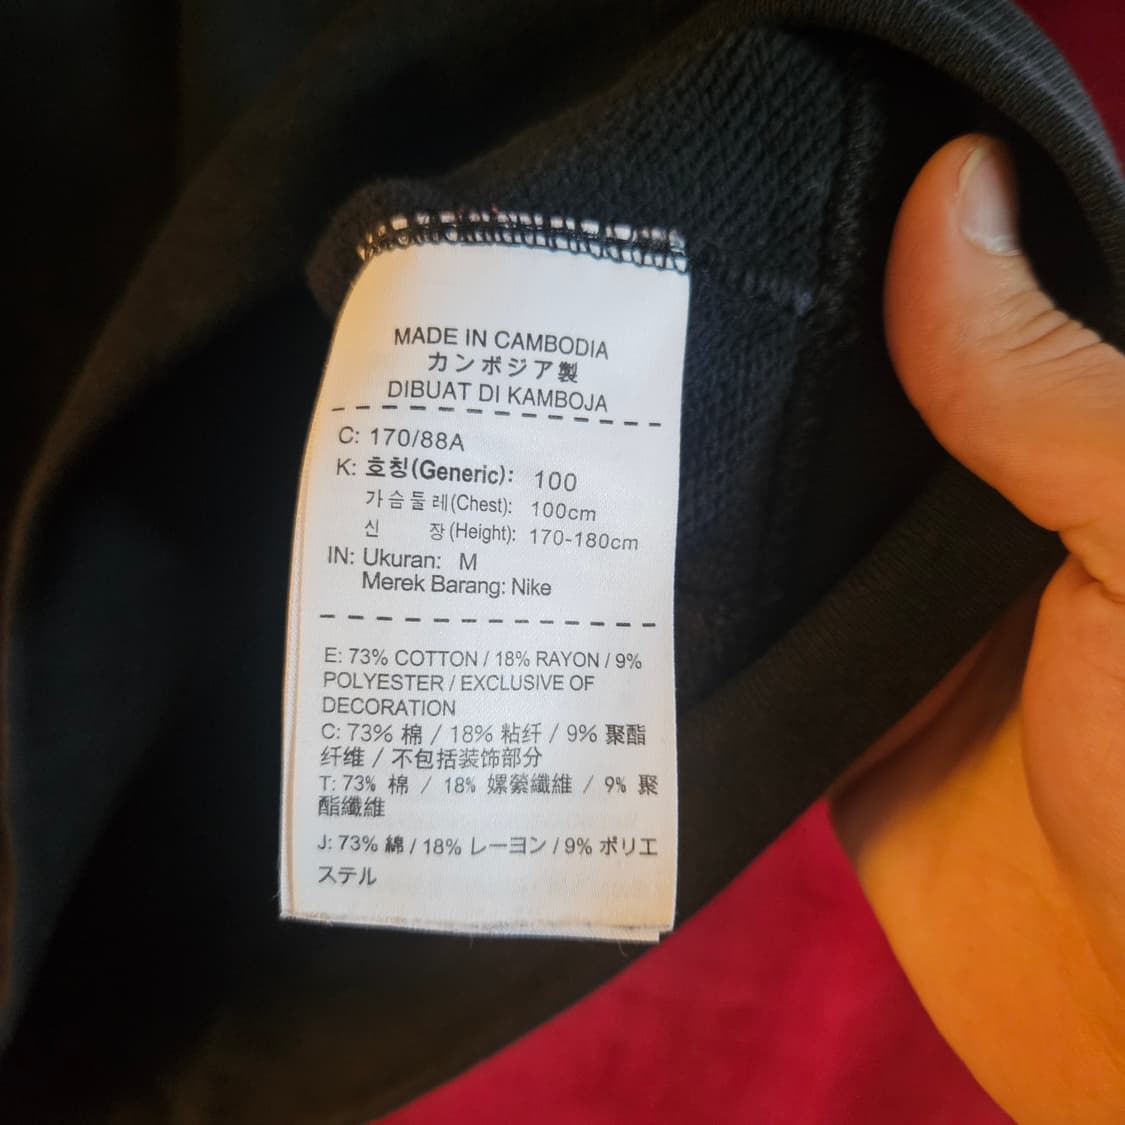 MADE IN CAMBODIA
カンボジア製
DIBUAT DI KAMBOJA
C: 170/88A
K: 호칭(Generic): 100
가슴둘레(Chest): 100cm
신 장(Height): 170-180cm
IN: Ukuran: M
Merek Barang: Nike
E: 73% COTTON / 18% RAYON / 9%
POLYESTER / EXCLUSIVE OF
DECORATION
C: 73% 棉 / 18% 粘纤 / 9% 聚酯
纤维 / 不包括装饰部分
T: 73% 棉 / 18% 嫘縈纖維 / 9% 聚
酯纖維
J: 73% 綿 / 18% レーヨン / 9% ポリエ
ステル